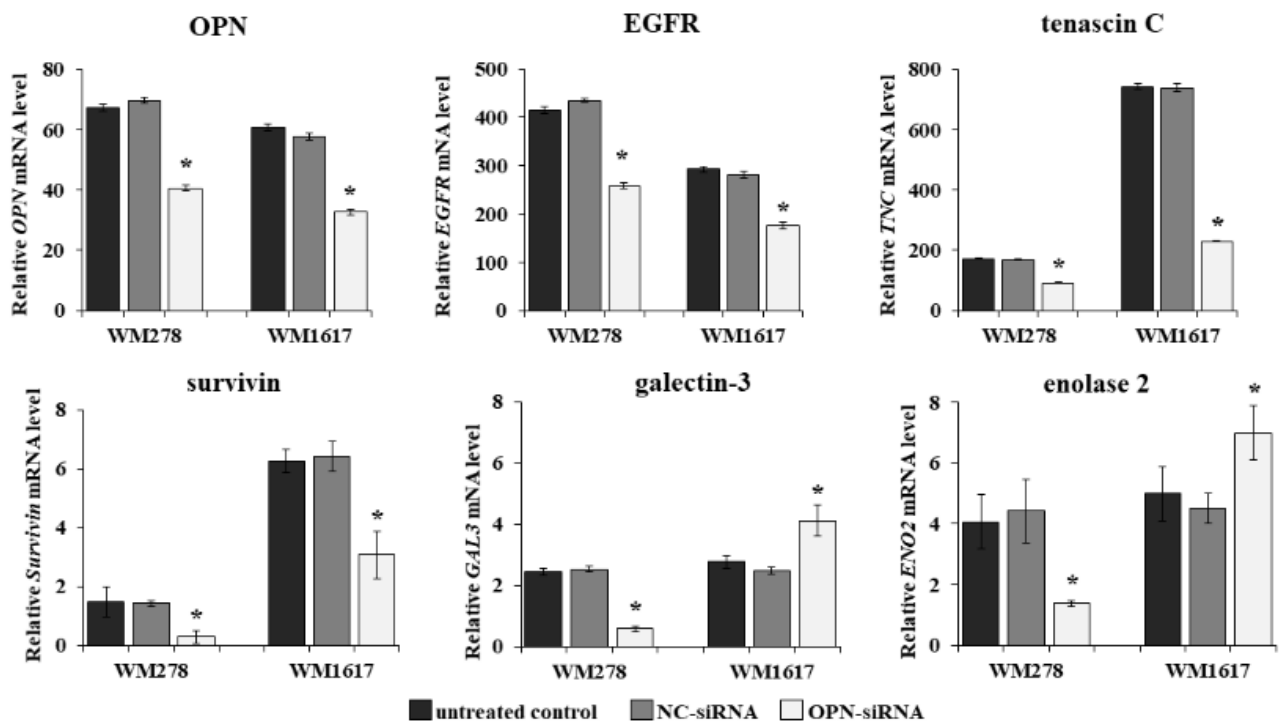 OPN
EGFR
tenascin C
Relative OPN mRNA level
80
60
40
20
0
*
*
WM278
WM1617
Relative EGFR mNA level
500
400
300
200
100
0
*
*
WM278
WM1617
Relative TNC mRNA level
800
600
400
200
0
*
*
WM278
WM1617
survivin
galectin-3
enolase 2
Relative Survivin mRNA level
8
6
4
2
0
*
*
WM278
WM1617
Relative GAL3 mNA level
8
6
4
2
0
*
*
WM278
WM1617
Relative ENO2 mRNA level
8
6
4
2
0
*
*
WM278
WM1617
untreated control NC-siRNA OPN-siRNA